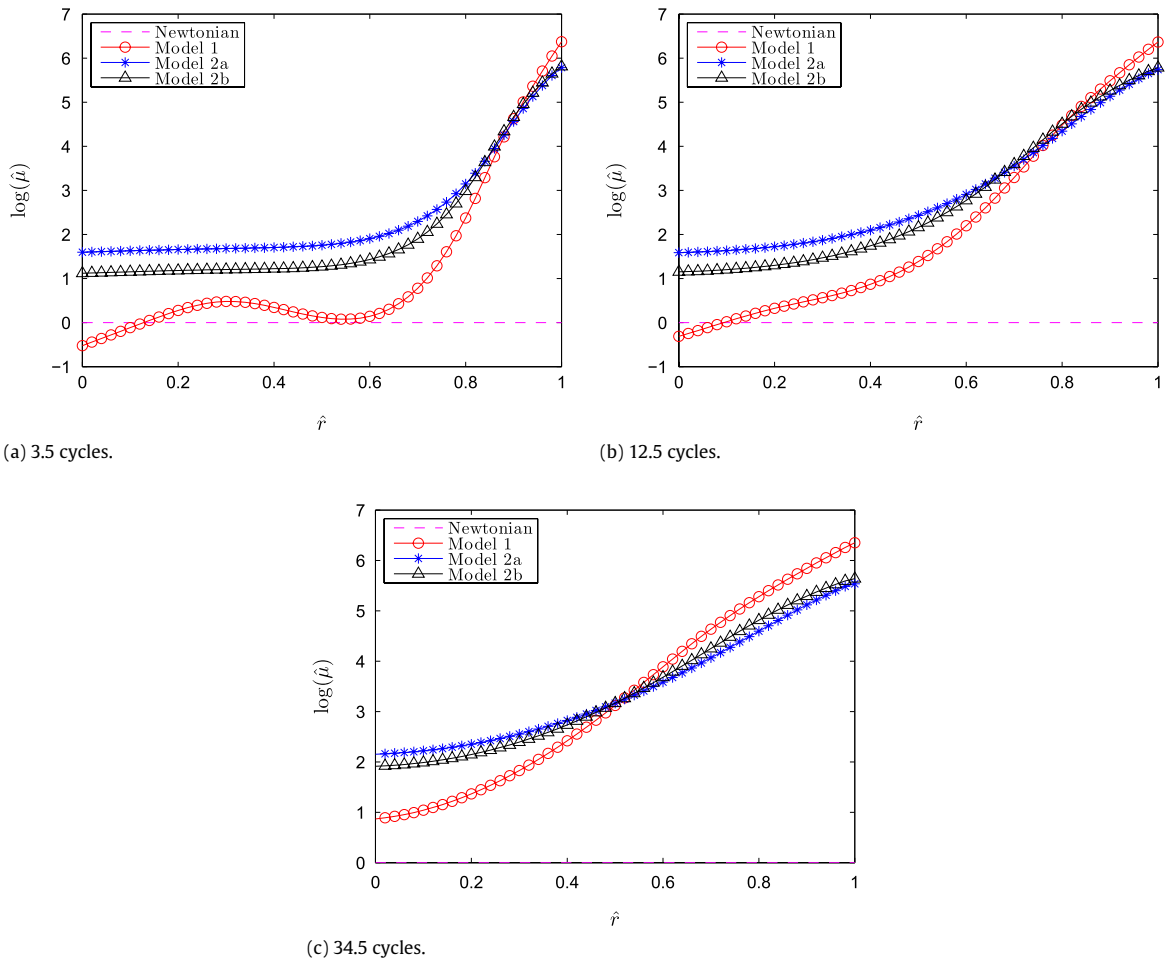 7
6
5
4
3
2
1
0
−1
log(μ̂)
Newtonian
Model 1
Model 2a
Model 2b
0 0.2 0.4 0.6 0.8 1
r̂
(a) 3.5 cycles.
7
6
5
4
3
2
1
0
−1
log(μ̂)
Newtonian
Model 1
Model 2a
Model 2b
0 0.2 0.4 0.6 0.8 1
r̂
(b) 12.5 cycles.
7
6
5
4
3
2
1
0
log(μ̂)
Newtonian
Model 1
Model 2a
Model 2b
0 0.2 0.4 0.6 0.8 1
r̂
(c) 34.5 cycles.